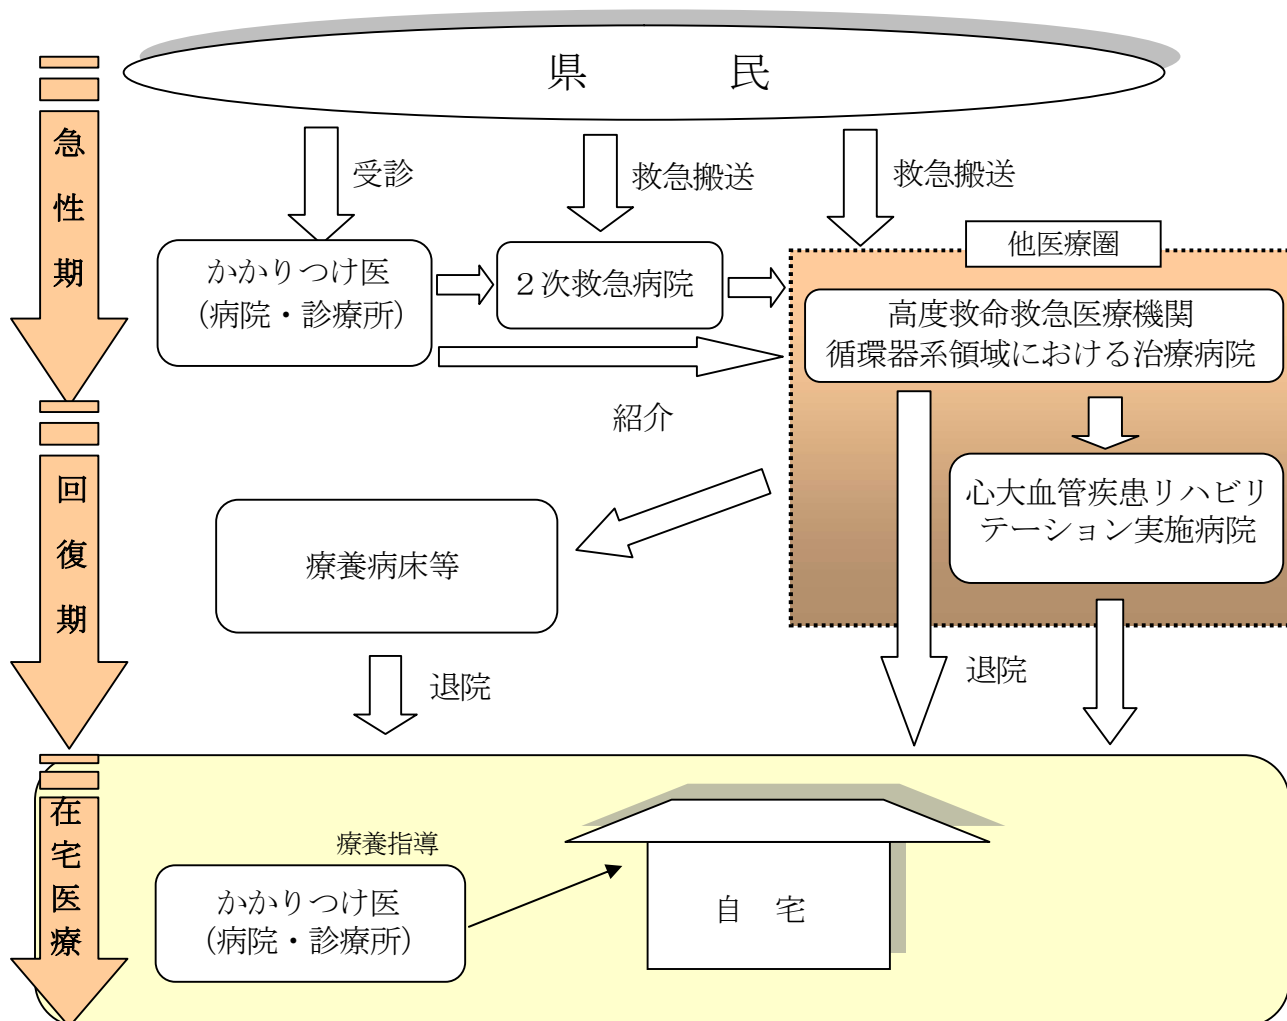 県　民
急性期
受診
救急搬送
救急搬送
他医療圏
かかりつけ医
(病院・診療所)
２次救急病院
高度救命救急医療機関
循環器系領域における治療病院
紹介
回復期
心大血管疾患リハビリ
テーション実施病院
療養病床等
退院
退院
在宅医療
療養指導
かかりつけ医
(病院・診療所)
自　宅